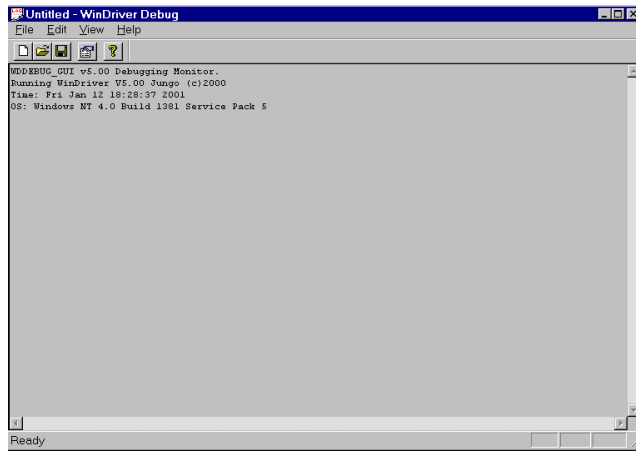 Untitled - WinDriver Debug
File Edit View Help
WDDEBUG_GUI v5.00 Debugging Monitor.
Running WinDriver V5.00 Jungo (c)2000
Time: Fri Jan 12 18:28:37 2001
OS: Windows NT 4.0 Build 1381 Service Pack 5
Ready